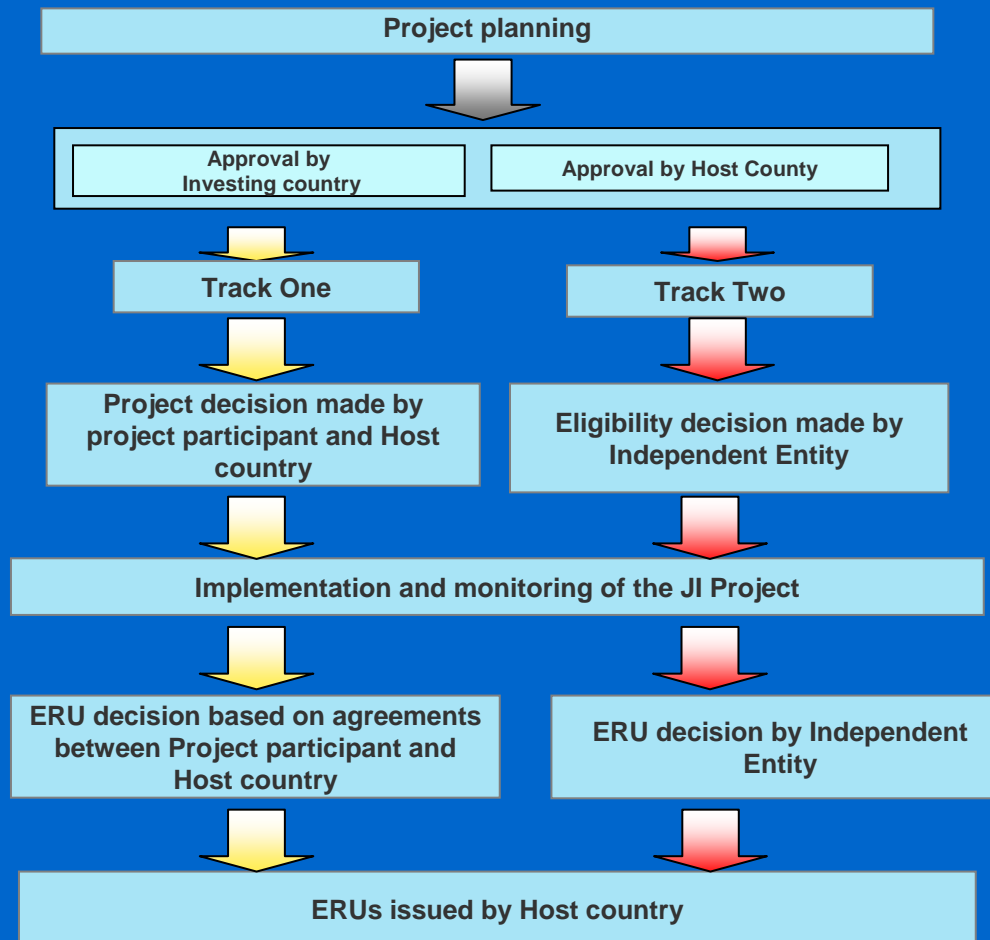 Project planning
Approval by
Investing country
Approval by Host County
Track One
Track Two
Project decision made by
project participant and Host
country
Eligibility decision made by
Independent Entity
Implementation and monitoring of the JI Project
ERU decision based on agreements
between Project participant and
Host country
ERU decision by Independent
Entity
ERUs issued by Host country